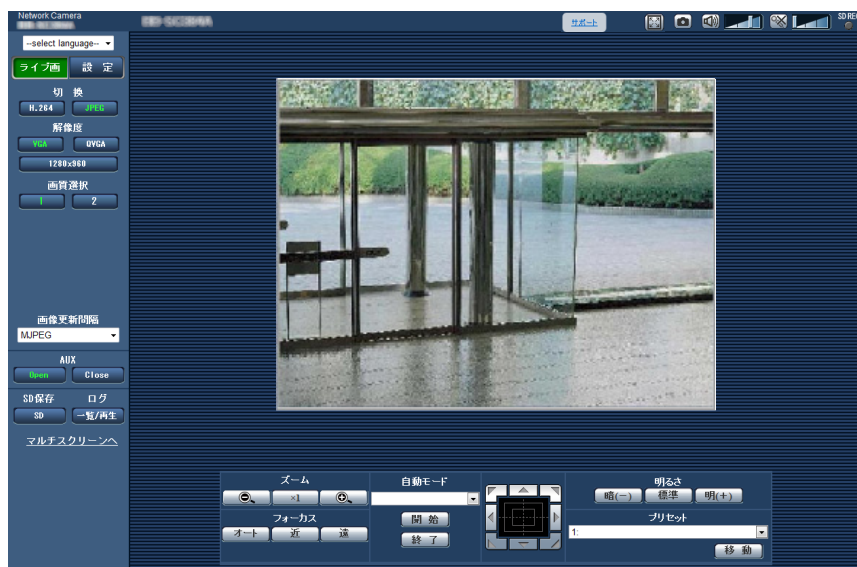 Network Camera
サポート
SD REC
--select language--
ライブ画 設 定
切 換
H.264 JPEG
解像度
VGA QVGA
1280x960
画質選択
1 2
画像更新間隔
MJPEG
AUX
Open Close
SD保存 ログ
SD 一覧/再生
マルチスクリーンへ
ズーム
×1
フォーカス
オート 近 遠
自動モード
開 始
終 了
明るさ
暗(－) 標準 明(+)
プリセット
1:
移 動